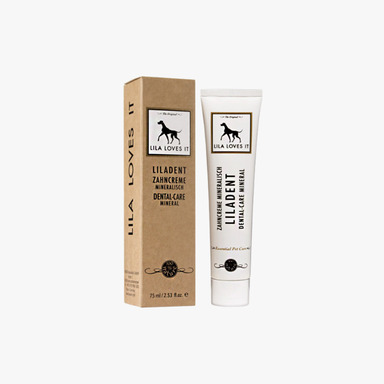 LILA LOVES IT
The Original
LILA LOVES IT
LILADENT
ZAHNCREME
MINERALISCH
DENTAL-CARE
MINERAL
75 ml / 2.53 fl. oz. ℮
The Original
LILA LOVES IT
ZAHNCREME MINERALISCH
LILADENT
DENTAL-CARE MINERAL
Essential Pet Care